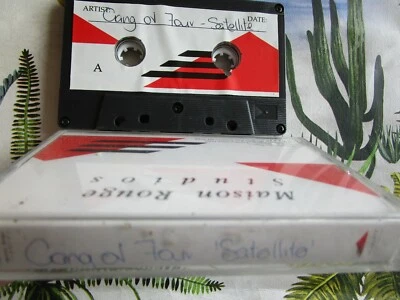 ARTIST: Gang of Four - Satellite DATE:
A
Maison Rouge
Studios
Gang of Four 'Satellite'